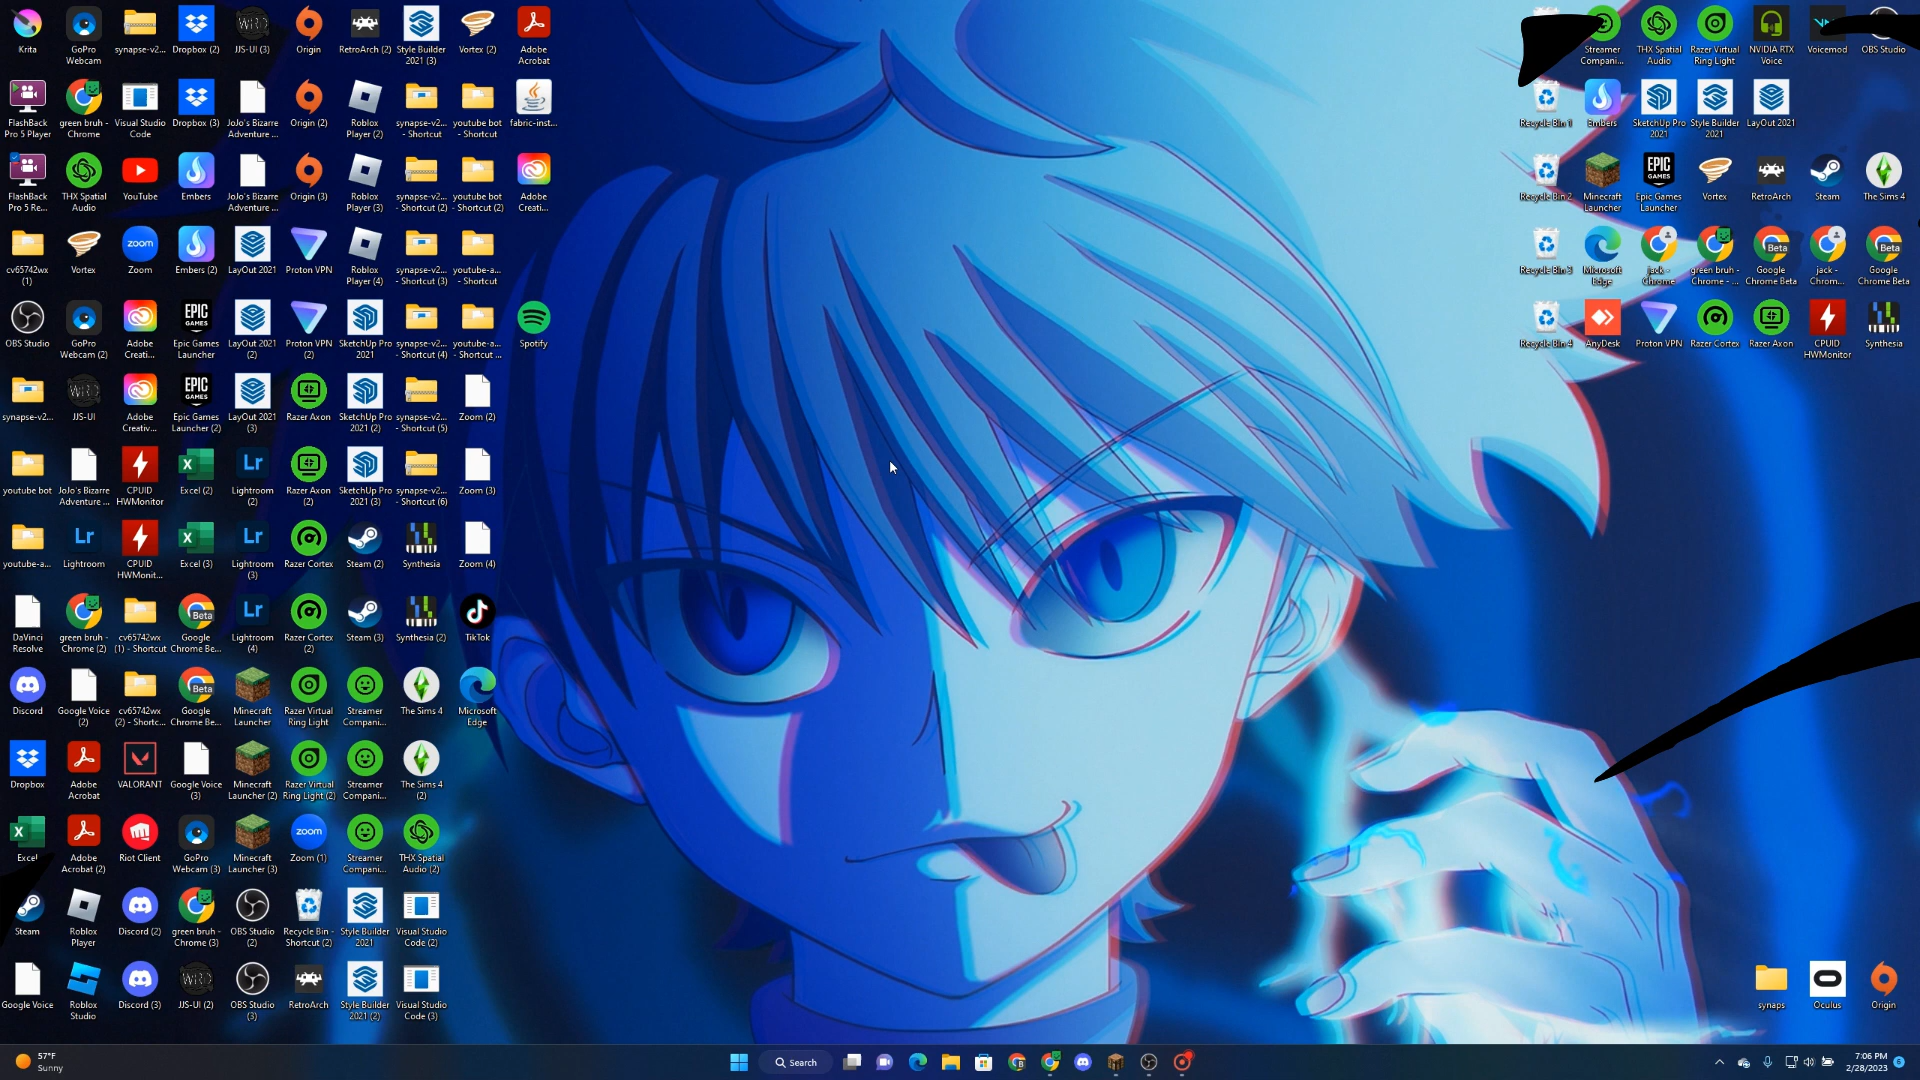 Krita
GoPro
Webcam
synapse-v2...
Dropbox (2)
JJS-UI (3)
Origin
RetroArch (2)
Style Builder
2021 (3)
Vortex (2)
Adobe
Acrobat
FlashBack
Pro 5 Player
green bruh -
Chrome
Visual Studio
Code
Dropbox (3)
JoJo's Bizarre
Adventure ...
Origin (2)
Roblox
Player (2)
synapse-v2...
- Shortcut
youtube bot
- Shortcut
fabric-inst...
FlashBack
Pro 5 Re...
THX Spatial
Audio
YouTube
Embers
JoJo's Bizarre
Adventure ...
Origin (3)
Roblox
Player (3)
synapse-v2...
- Shortcut (2)
youtube bot
- Shortcut (2)
Adobe
Creati...
cv65742wx
(1)
Vortex
zoom
Zoom
Embers (2)
LayOut 2021
Proton VPN
Roblox
Player (4)
synapse-v2...
- Shortcut (3)
youtube-a...
- Shortcut
OBS Studio
GoPro
Webcam (2)
Adobe
Creati...
EPIC
GAMES
Epic Games
Launcher
LayOut 2021
(2)
Proton VPN
(2)
SketchUp Pro
2021
synapse-v2...
- Shortcut (4)
youtube-a...
- Shortcut ...
Spotify
synapse-v2...
JJS-UI
Adobe
Creativ...
EPIC
GAMES
Epic Games
Launcher (2)
LayOut 2021
(3)
Razer Axon
SketchUp Pro
2021 (2)
synapse-v2...
- Shortcut (5)
Zoom (2)
youtube bot
JoJo's Bizarre
Adventure ...
CPUID
HWMonitor
Excel (2)
Lr
Lightroom
(2)
Razer Axon
(2)
SketchUp Pro
2021 (3)
synapse-v2...
- Shortcut (6)
Zoom (3)
youtube-a...
Lr
Lightroom
CPUID
HWMonit...
Excel (3)
Lr
Lightroom
(3)
Razer Cortex
Steam (2)
Synthesia
Zoom (4)
DaVinci
Resolve
green bruh -
Chrome (2)
cv65742wx
(1) - Shortcut
Beta
Google
Chrome Be...
Lr
Lightroom
(4)
Razer Cortex
(2)
Steam (3)
Synthesia (2)
TikTok
Discord
Google Voice
(2)
cv65742wx
(2) - Shortc...
Beta
Google
Chrome Be...
Minecraft
Launcher
Razer Virtual
Ring Light
Streamer
Compani...
The Sims 4
Microsoft
Edge
Dropbox
Adobe
Acrobat
VALORANT
Google Voice
(3)
Minecraft
Launcher (2)
Razer Virtual
Ring Light (2)
Streamer
Compani...
The Sims 4
(2)
Excel
Adobe
Acrobat (2)
Riot Client
GoPro
Webcam (3)
Minecraft
Launcher (3)
zoom
Zoom (1)
Streamer
Compani...
THX Spatial
Audio (2)
Steam
Roblox
Player
Discord (2)
green bruh -
Chrome (3)
OBS Studio
(2)
Recycle Bin -
Shortcut (2)
Style Builder
2021
Visual Studio
Code (2)
Google Voice
Roblox
Studio
Discord (3)
JJS-UI (2)
OBS Studio
(3)
RetroArch
Style Builder
2021 (2)
Visual Studio
Code (3)
Streamer
Compani...
THX Spatial
Audio
Razer Virtual
Ring Light
NVIDIA RTX
Voice
Voicemod
OBS Studio
Recycle Bin 1
Embers
SketchUp Pro
2021
Style Builder
2021
LayOut 2021
Recycle Bin 2
Minecraft
Launcher
EPIC
GAMES
Epic Games
Launcher
Vortex
RetroArch
Steam
The Sims 4
Recycle Bin 3
Microsoft
Edge
jack -
Chrome
green bruh -
Chrome - ...
Beta
Google
Chrome Beta
jack -
Chrom...
Beta
Google
Chrome Beta
Recycle Bin 4
AnyDesk
Proton VPN
Razer Cortex
Razer Axon
CPUID
HWMonitor
Synthesia
synaps
Oculus
Origin
57°F
Sunny
Search
7:06 PM
2/28/2023
6